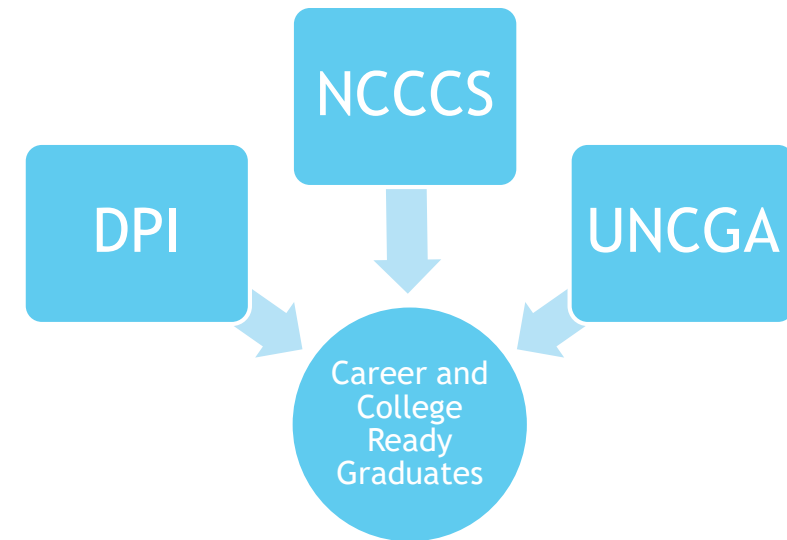 NCCCS
DPI
UNCGA
Career and
College
Ready
Graduates